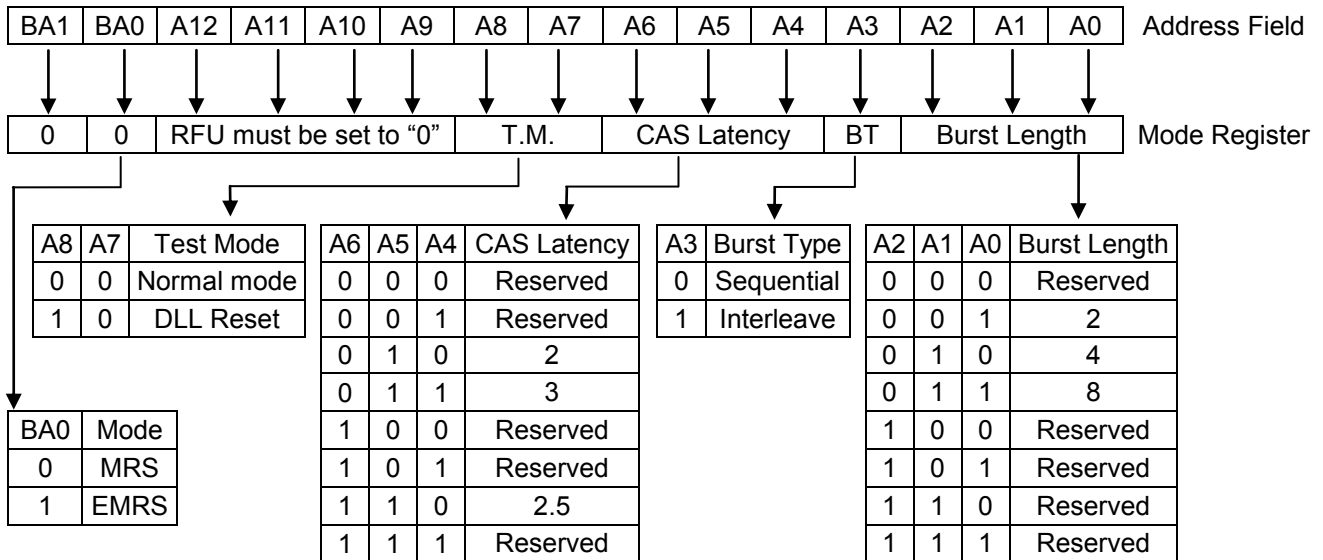 BA1 BA0 A12 A11 A10 A9 A8 A7 A6 A5 A4 A3 A2 A1 A0 Address Field
0 0 RFU must be set to “0” T.M. CAS Latency BT Burst Length Mode Register
A8 A7 Test Mode
0 0 Normal mode
1 0 DLL Reset
A6 A5 A4 CAS Latency
0 0 0 Reserved
0 0 1 Reserved
0 1 0 2
0 1 1 3
1 0 0 Reserved
1 0 1 Reserved
1 1 0 2.5
1 1 1 Reserved
A3 Burst Type
0 Sequential
1 Interleave
A2 A1 A0 Burst Length
0 0 0 Reserved
0 0 1 2
0 1 0 4
0 1 1 8
1 0 0 Reserved
1 0 1 Reserved
1 1 0 Reserved
1 1 1 Reserved
BA0 Mode
0 MRS
1 EMRS